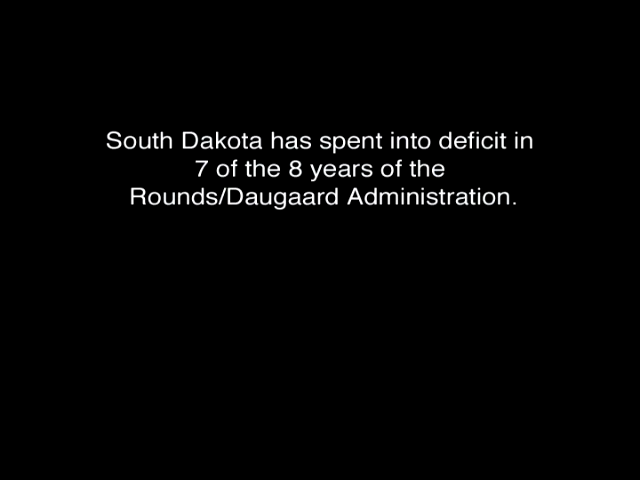 South Dakota has spent into deficit in
7 of the 8 years of the
Rounds/Daugaard Administration.